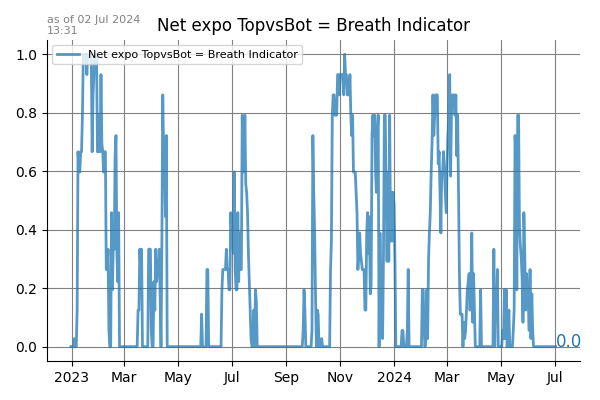 as of 02 Jul 2024
13:31
Net expo TopvsBot = Breath Indicator
Net expo TopvsBot = Breath Indicator
1.0
0.8
0.6
0.4
0.2
0.0
0.0
2023 Mar May Jul Sep Nov 2024 Mar May Jul